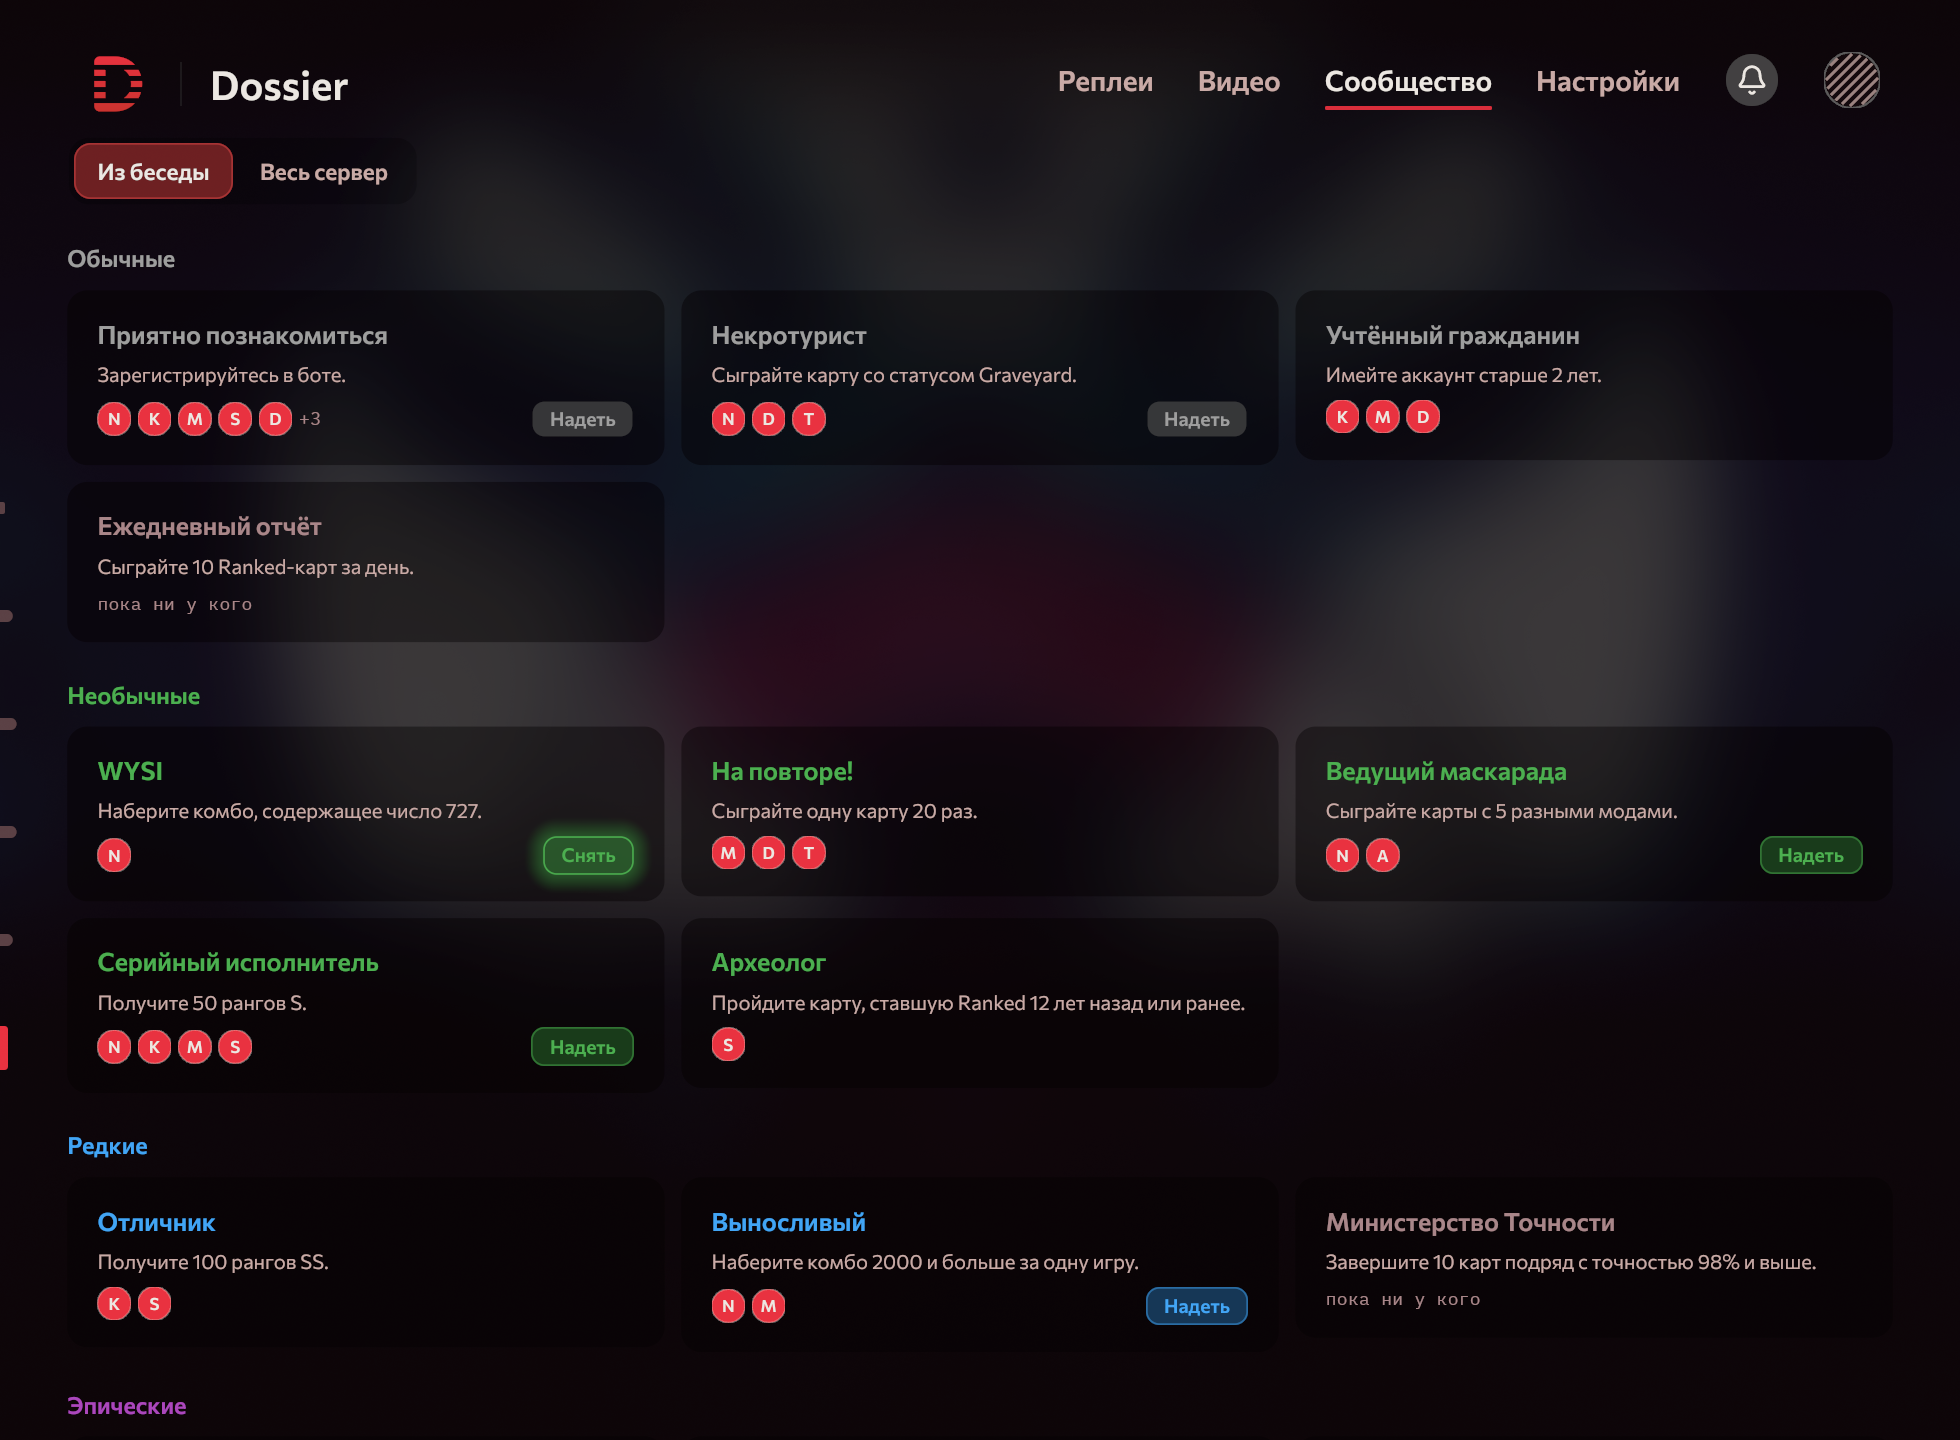 D
Dossier
Реплеи
Видео
Сообщество
Настройки
Из беседы
Весь сервер
Обычные
Приятно познакомиться
Зарегистрируйтесь в боте.
N K M S D +3
Надеть
Некротурист
Сыграйте карту со статусом Graveyard.
N D T
Надеть
Учтённый гражданин
Имейте аккаунт старше 2 лет.
K M D
Ежедневный отчёт
Сыграйте 10 Ranked-карт за день.
пока ни у кого
Необычные
WYSI
Наберите комбо, содержащее число 727.
N
Снять
На повторе!
Сыграйте одну карту 20 раз.
M D T
Ведущий маскарада
Сыграйте карты с 5 разными модами.
N A
Надеть
Серийный исполнитель
Получите 50 рангов S.
N K M S
Надеть
Археолог
Пройдите карту, ставшую Ranked 12 лет назад или ранее.
S
Редкие
Отличник
Получите 100 рангов SS.
K S
Выносливый
Наберите комбо 2000 и больше за одну игру.
N M
Надеть
Министерство Точности
Завершите 10 карт подряд с точностью 98% и выше.
пока ни у кого
Эпические